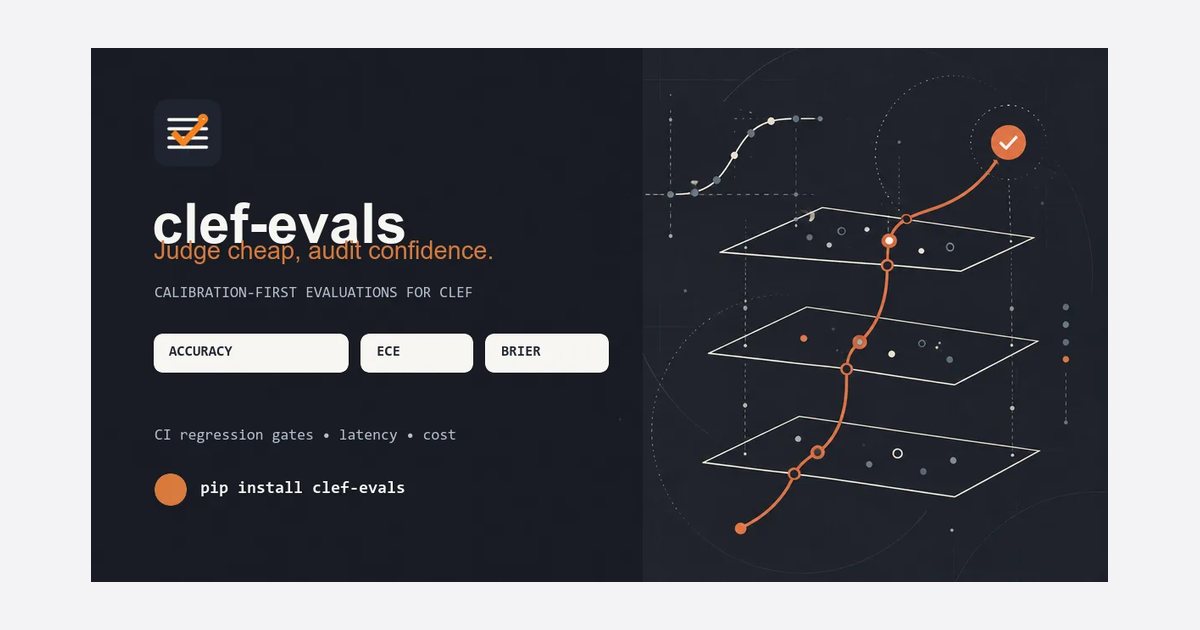 clef-evals
Judge cheap, audit confidence.
CALIBRATION-FIRST EVALUATIONS FOR CLEF
ACCURACY ECE BRIER
CI regression gates • latency • cost
pip install clef-evals